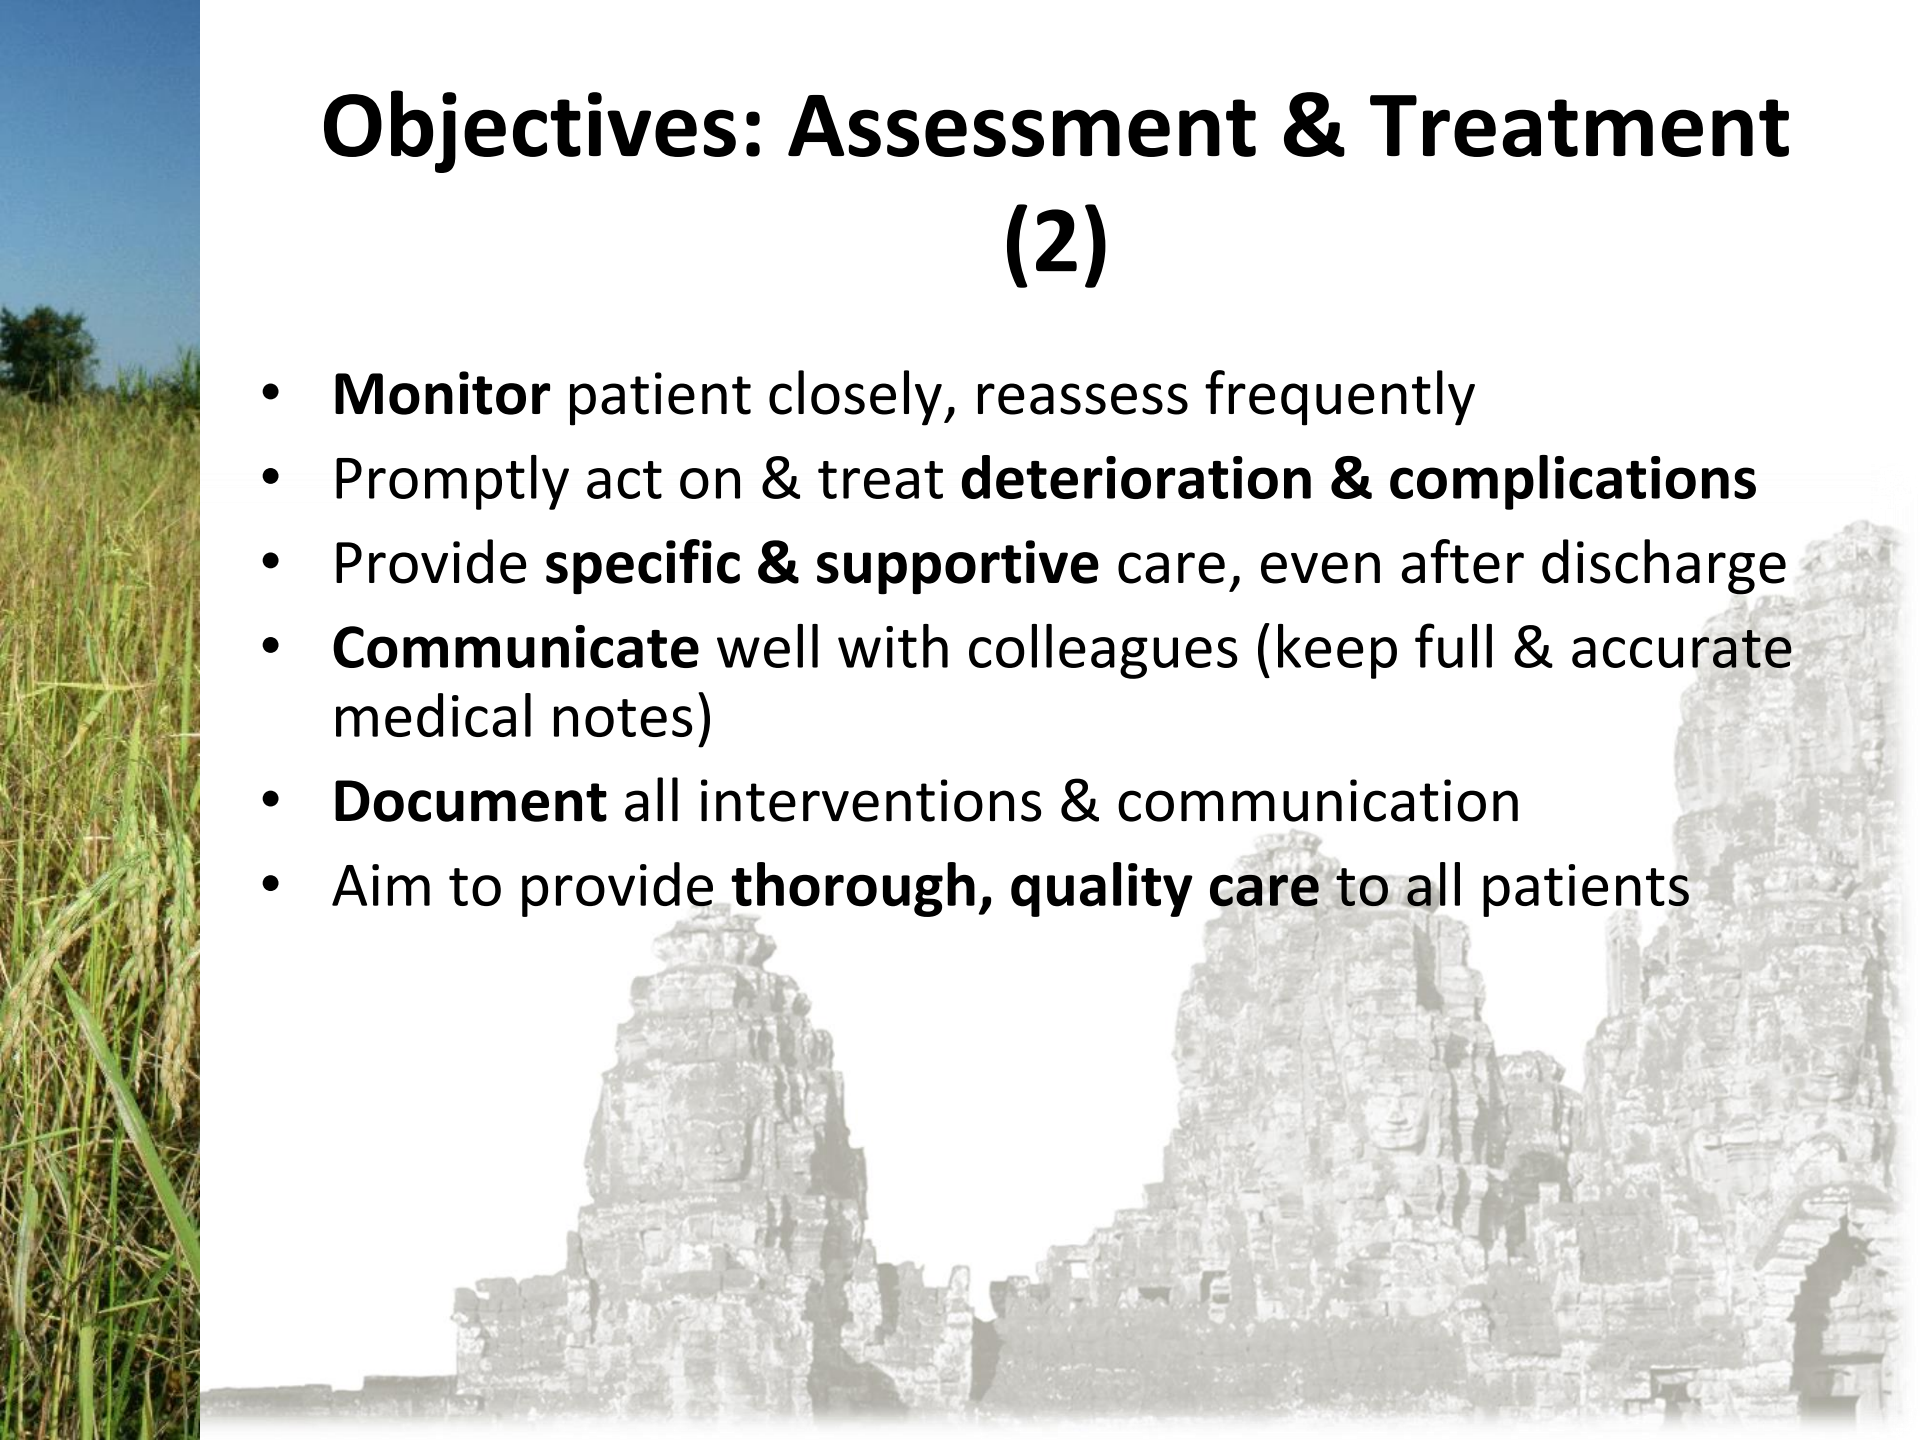 Objectives: Assessment & Treatment
(2)
• Monitor patient closely, reassess frequently
• Promptly act on & treat deterioration & complications
• Provide specific & supportive care, even after discharge
• Communicate well with colleagues (keep full & accurate
medical notes)
• Document all interventions & communication
• Aim to provide thorough, quality care to all patients